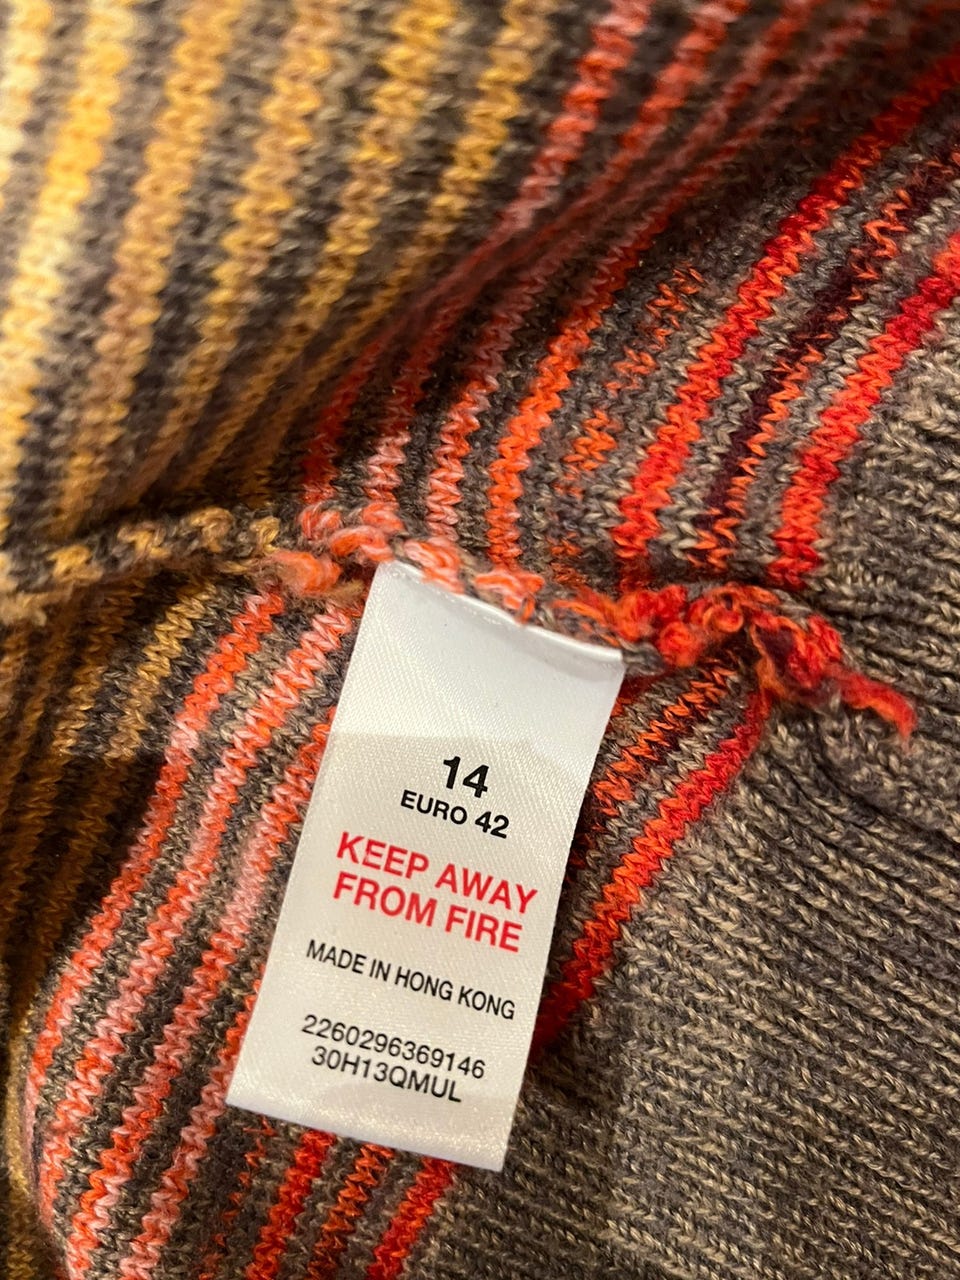 14
EURO 42
KEEP AWAY
FROM FIRE
MADE IN HONG KONG
2260296369146
30H13QMUL